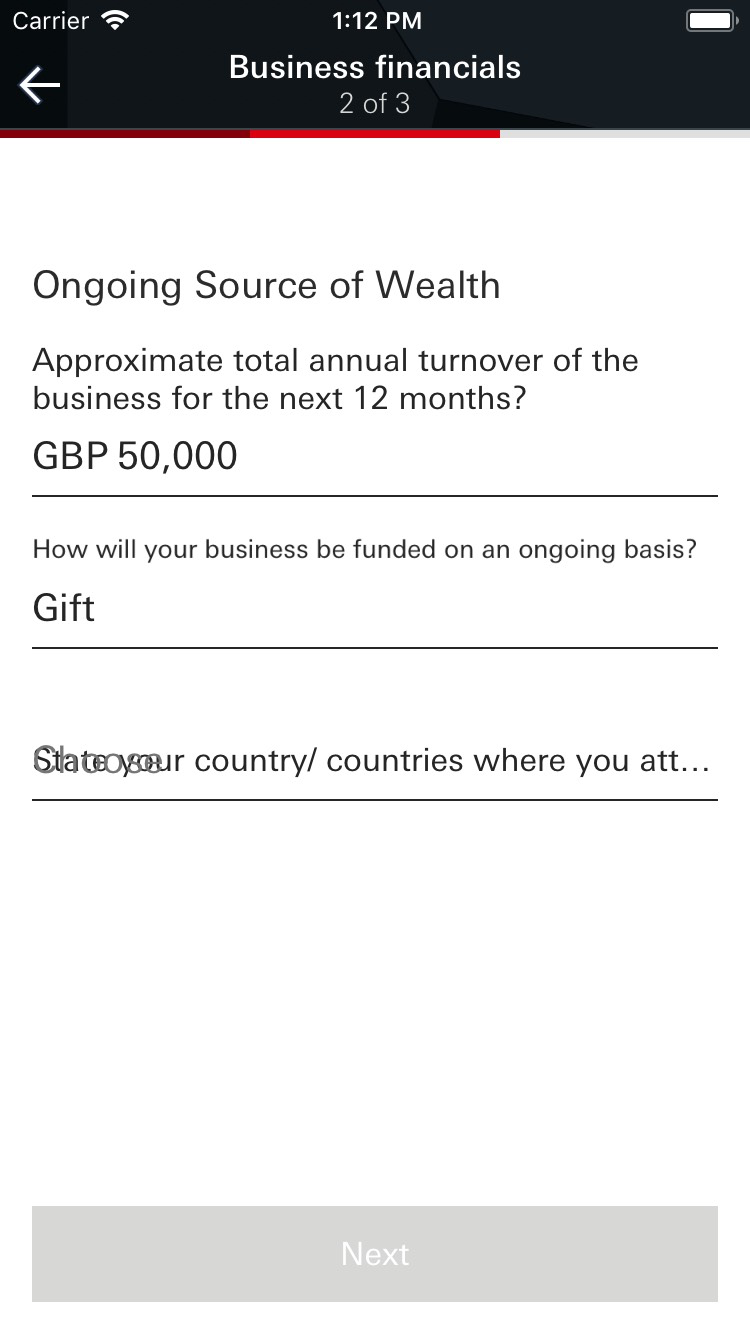 Carrier 1:12 PM
Business financials
2 of 3
Ongoing Source of Wealth
Approximate total annual turnover of the
business for the next 12 months?
GBP 50,000
How will your business be funded on an ongoing basis?
Gift
Choose
State your country/ countries where you att...
Next